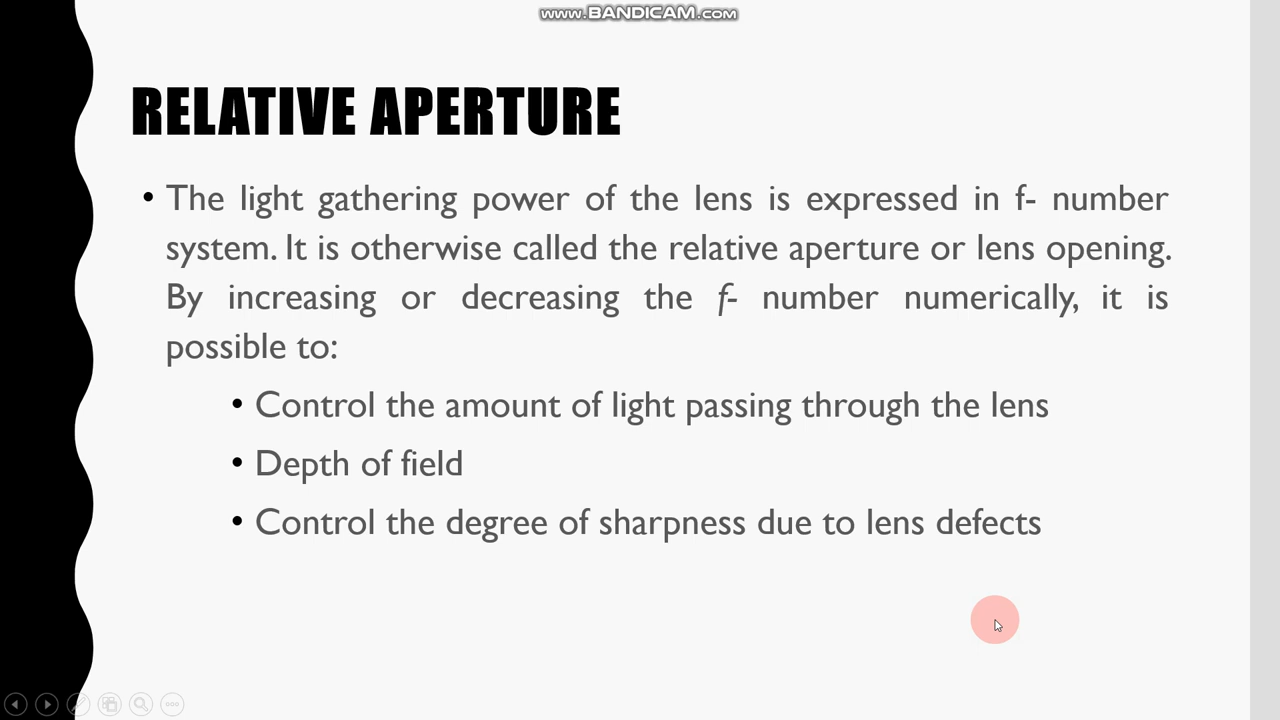 www.BANDICAM.com
RELATIVE APERTURE
• The light gathering power of the lens is expressed in f- number
system. It is otherwise called the relative aperture or lens opening.
By increasing or decreasing the f- number numerically, it is
possible to:
• Control the amount of light passing through the lens
• Depth of field
• Control the degree of sharpness due to lens defects